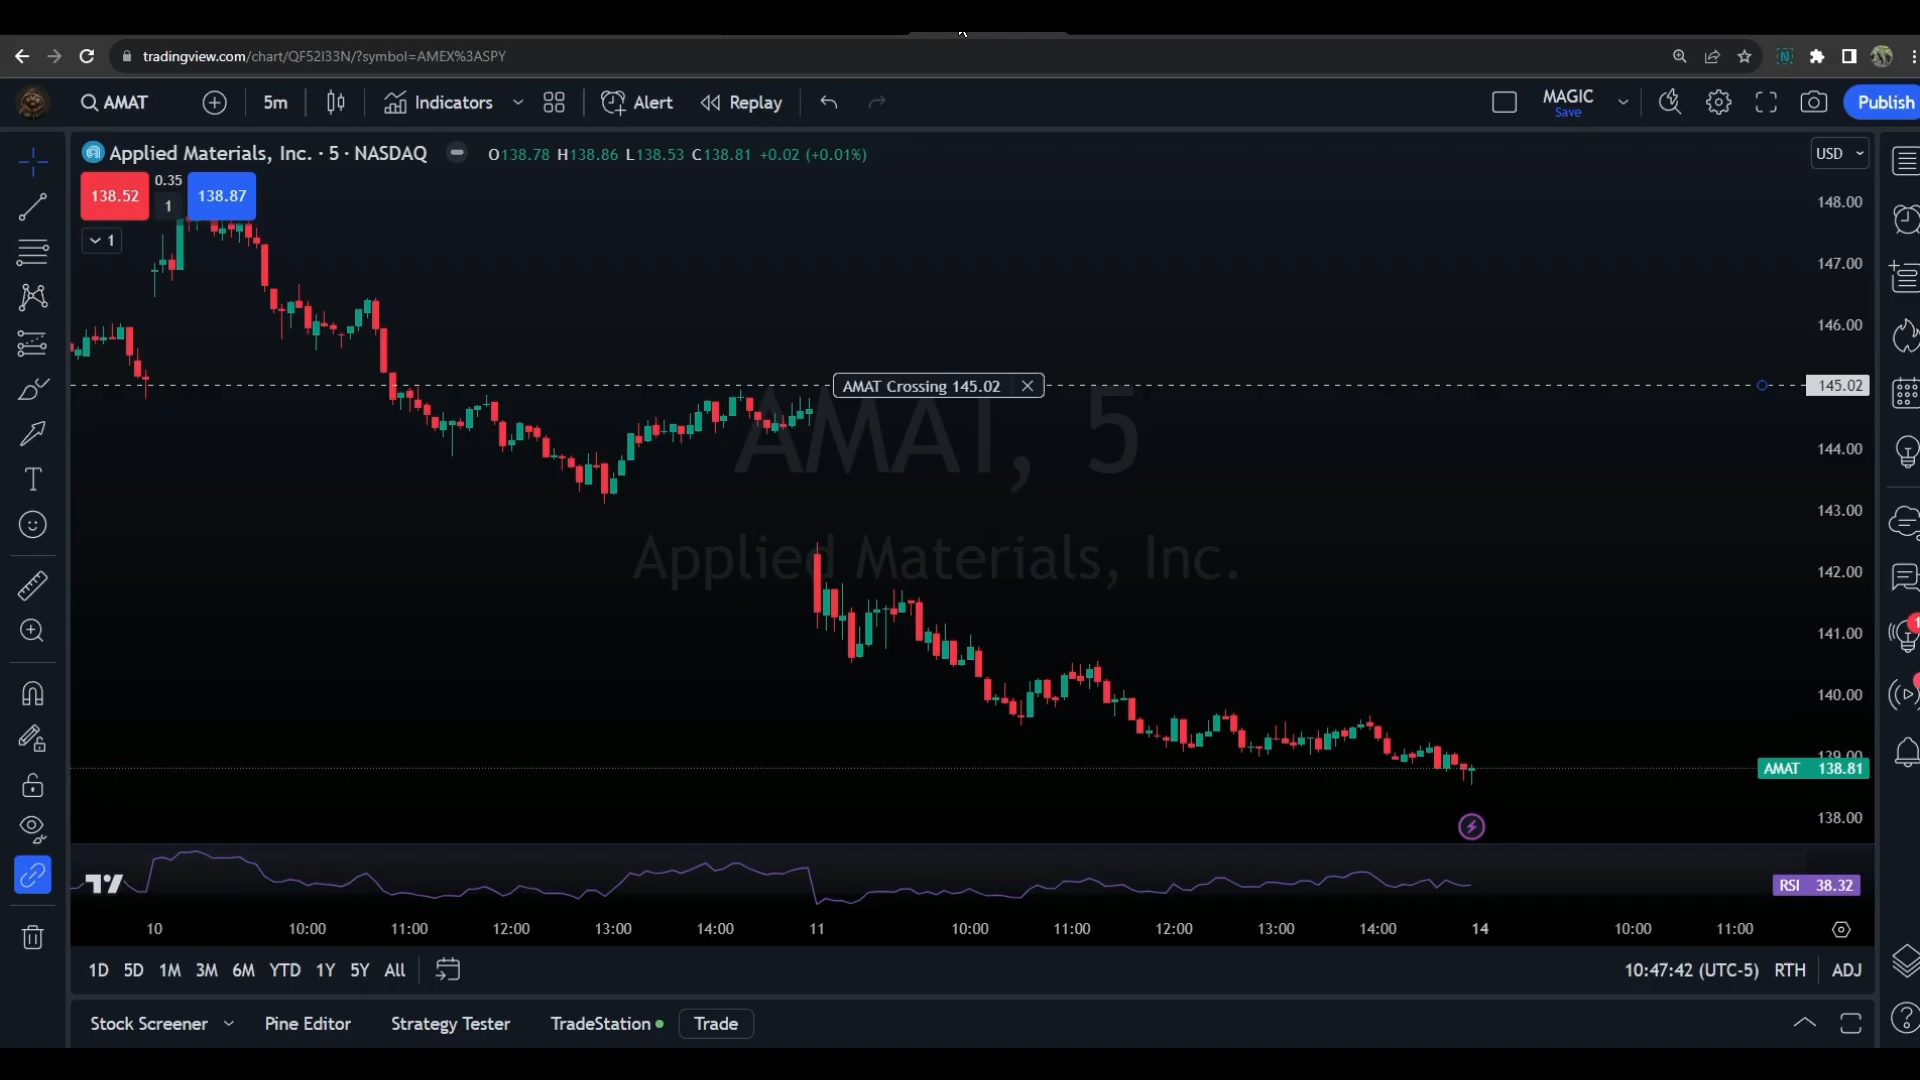 tradingview.com/chart/QF52I33N/?symbol=AMEX%3ASPY
AMAT 5m Indicators Alert Replay MAGIC Save Publish
Applied Materials, Inc. · 5 · NASDAQ O138.78 H138.86 L138.53 C138.81 +0.02 (+0.01%) USD
138.52 0.35 1 138.87
1
148.00
147.00
146.00
AMAT Crossing 145.02 145.02
144.00
143.00
142.00
141.00
140.00
139.00
AMAT 138.81
138.00
AMAT, 5
Applied Materials, Inc.
RSI 38.32
10 10:00 11:00 12:00 13:00 14:00 11 10:00 11:00 12:00 13:00 14:00 14 10:00 11:00
1D 5D 1M 3M 6M YTD 1Y 5Y All 10:47:42 (UTC-5) RTH ADJ
Stock Screener Pine Editor Strategy Tester TradeStation Trade